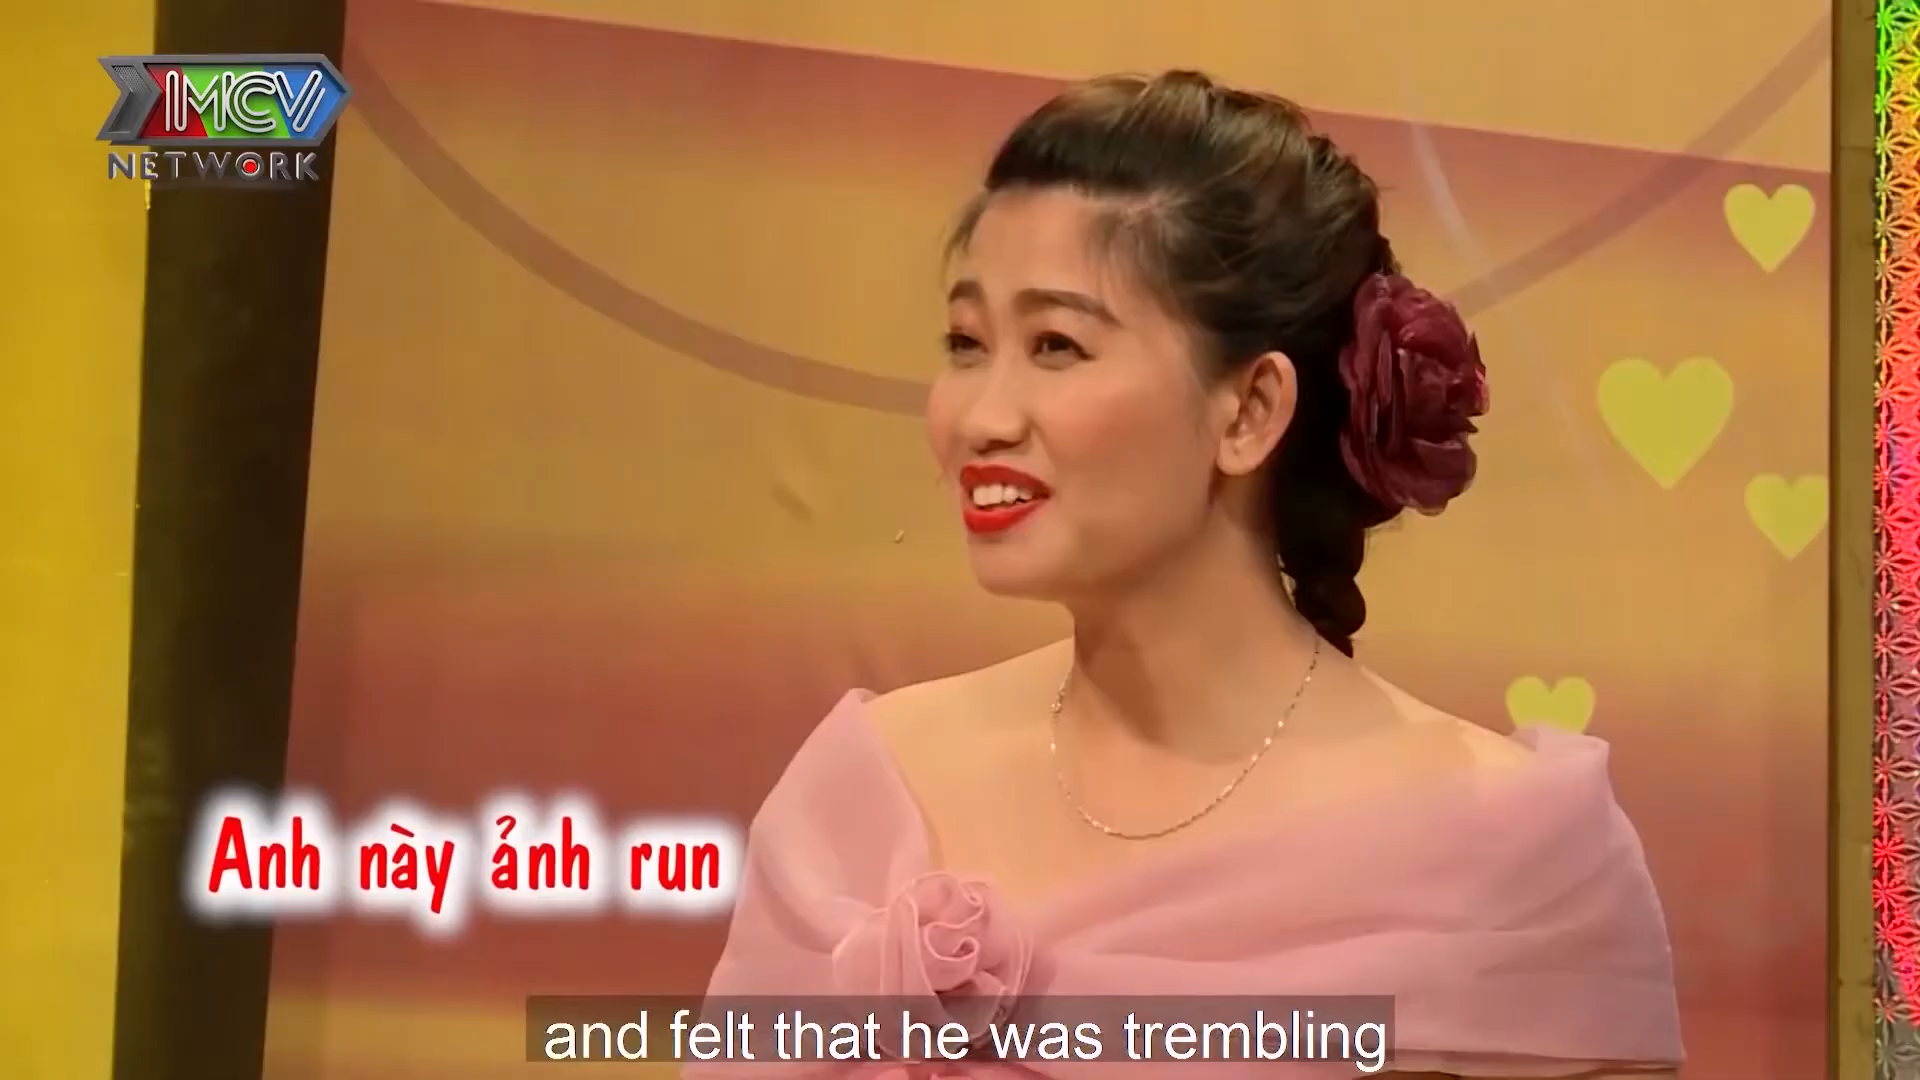 MCV
NETWORK
Anh này ảnh run
and felt that he was trembling